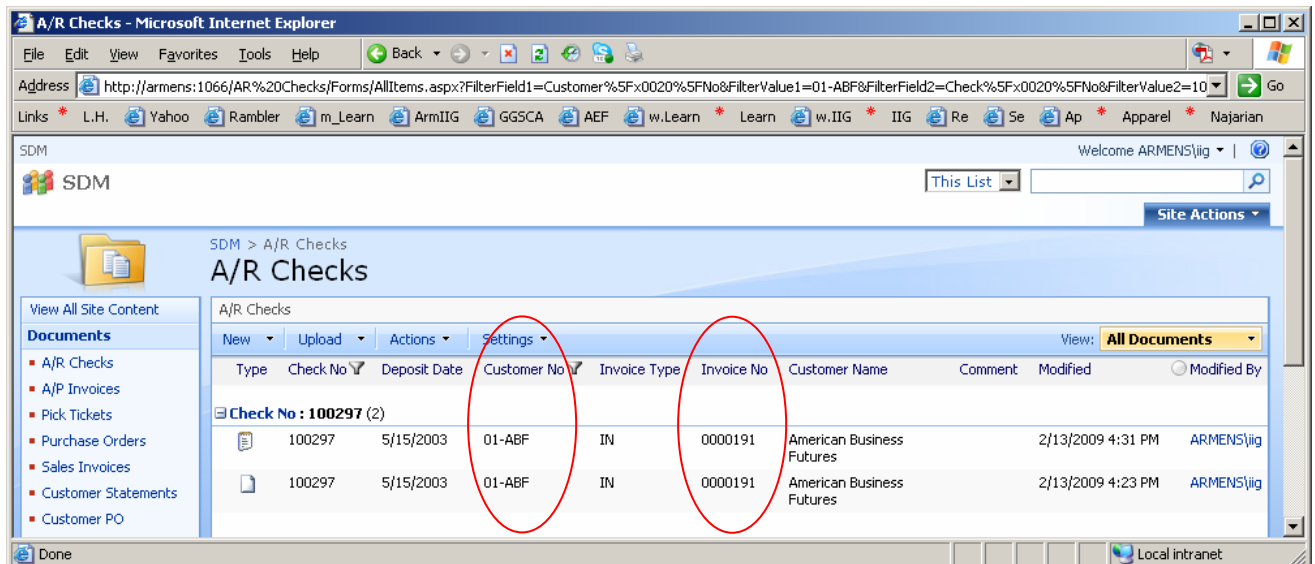 A/R Checks - Microsoft Internet Explorer
File Edit View Favorites Tools Help Back
Address http://armens:1066/AR%20Checks/Forms/AllItems.aspx?FilterField1=Customer%5Fx0020%5FNo&FilterValue1=01-ABF&FilterField2=Check%5Fx0020%5FNo&FilterValue2=10 Go
Links L.H. Yahoo Rambler m_Learn ArmIIG GGSCA AEF w.Learn Learn w.IIG IIG Re Se Ap Apparel Najarian
SDM Welcome ARMENS\iig
SDM This List
Site Actions
SDM > A/R Checks
A/R Checks
View All Site Content A/R Checks
Documents New Upload Actions Settings View: All Documents
A/R Checks Type Check No Deposit Date Customer No Invoice Type Invoice No Customer Name Comment Modified Modified By
A/P Invoices
Pick Tickets Check No : 100297 (2)
Purchase Orders 100297 5/15/2003 01-ABF IN 0000191 American Business Futures 2/13/2009 4:31 PM ARMENS\iig
Sales Invoices
Customer Statements 100297 5/15/2003 01-ABF IN 0000191 American Business Futures 2/13/2009 4:23 PM ARMENS\iig
Customer PO
Done Local intranet